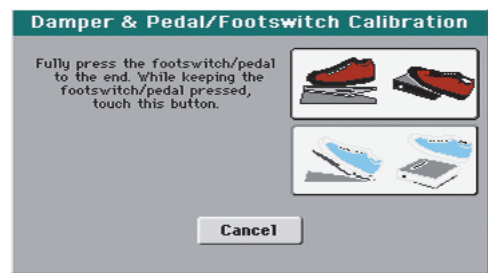 Damper & Pedal/Footswitch Calibration
Fully press the footswitch/pedal
to the end. While keeping the
footswitch/pedal pressed,
touch this button.
Cancel